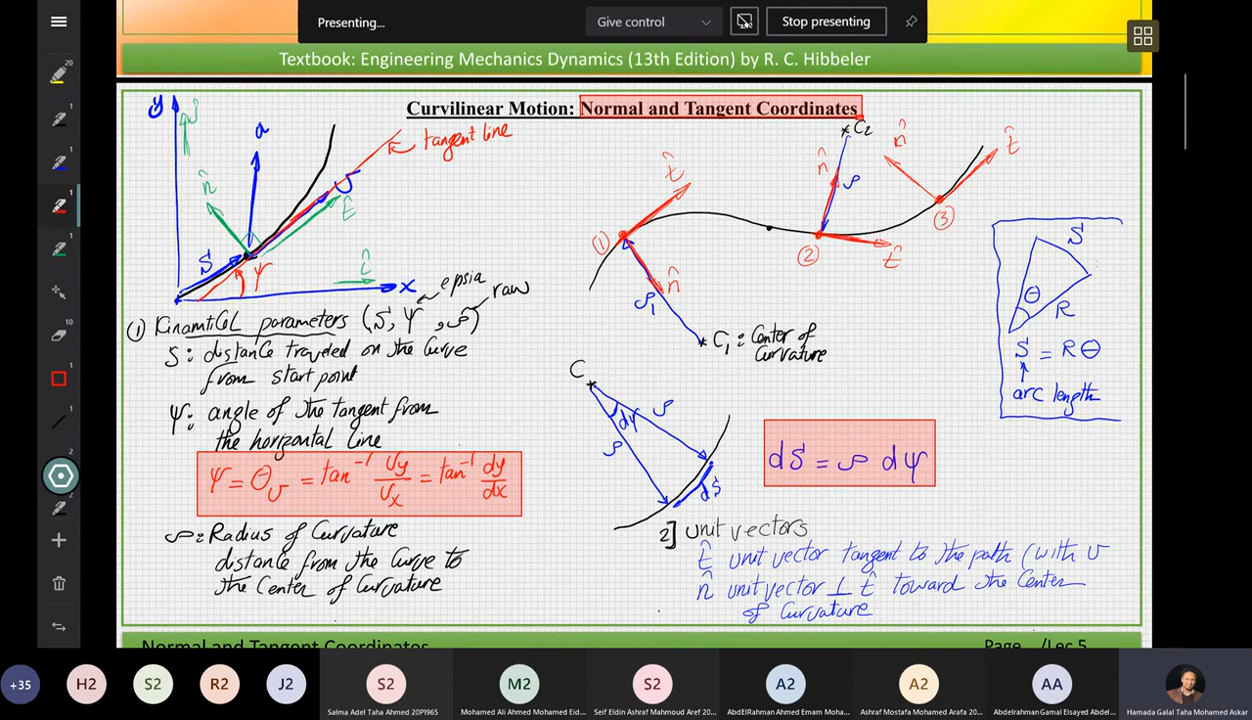 Presenting...
Give control
Stop presenting
Textbook: Engineering Mechanics Dynamics (13th Edition) by R. C. Hibbeler
Curvilinear Motion: Normal and Tangent Coordinates
y
ĵ
a
tangent line
n̂
υ
t̂
S
ψ
î
x
epsia
raw
① Kinamtical parameters (S, ψ, ρ)
S: distance traveled on the Curve
from start point
ψ: angle of the tangent from
the horizontal line
ψ = θ_υ = tan⁻¹ υy/υx = tan⁻¹ dy/dx
ρ: Radius of Curvature
distance from the Curve to
the Center of Curvature
①
t̂
n̂
ρ₁
C₁: Center of
Curvature
C₂
n̂
ρ
②
t̂
n̂
t̂
③
S
θ
R
S = Rθ
arc length
C
ρ
dψ
ρ
dS
dS = ρ dψ
2] unit vectors
t̂ unit vector tangent to the path (with υ
n̂ unit vector ⊥ t̂ toward the Center
of Curvature
Normal and Tangent Coordinates
Page /Lec 5
+35
H2
S2
R2
J2
S2
Salma Adel Taha Ahmed 20P1965
M2
Mohamed Ali Ahmed Mohamed Eid...
S2
Seif Eldin Ashraf Mohamed Aref 20...
A2
AbdElRahman Ahmed Emam Moha...
A2
Ashraf Mostafa Mohamed Arafa 20...
AA
Abdelrahman Gamal Elsayed Abdel...
Hamada Galal Taha Mohamed Askar